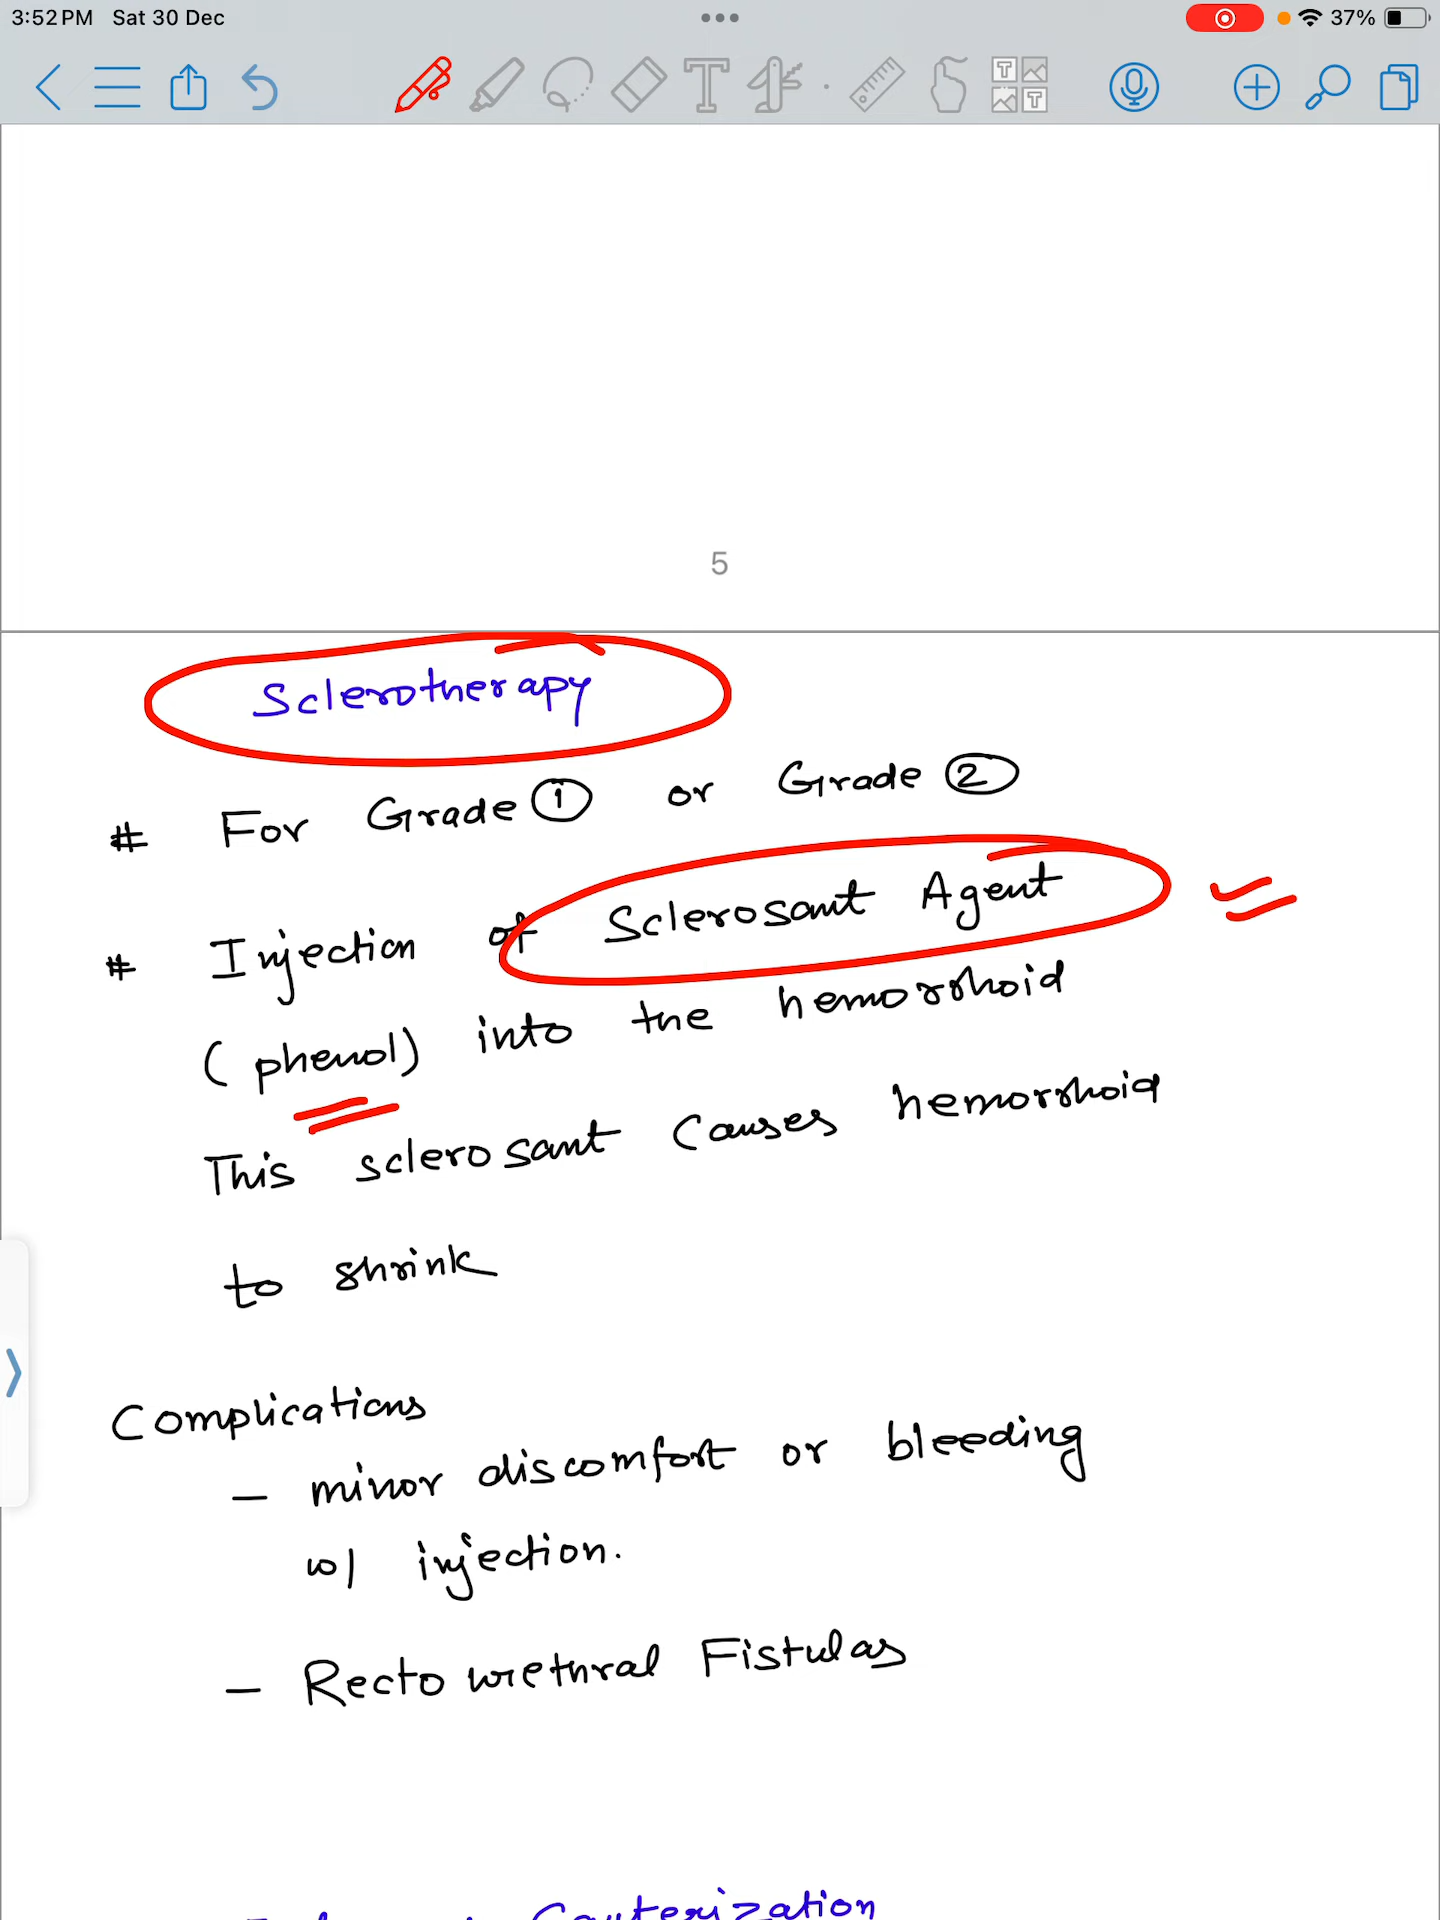 3:52 PM Sat 30 Dec
37%
5
Sclerotherapy
# For Grade ① or Grade ②
# Injection of Sclerosant Agent
(phenol) into the hemorrhoid
This sclerosant causes hemorrhoid
to shrink
Complications
– minor discomfort or bleeding
w/ injection.
– Recto urethral Fistulas
Cauterization